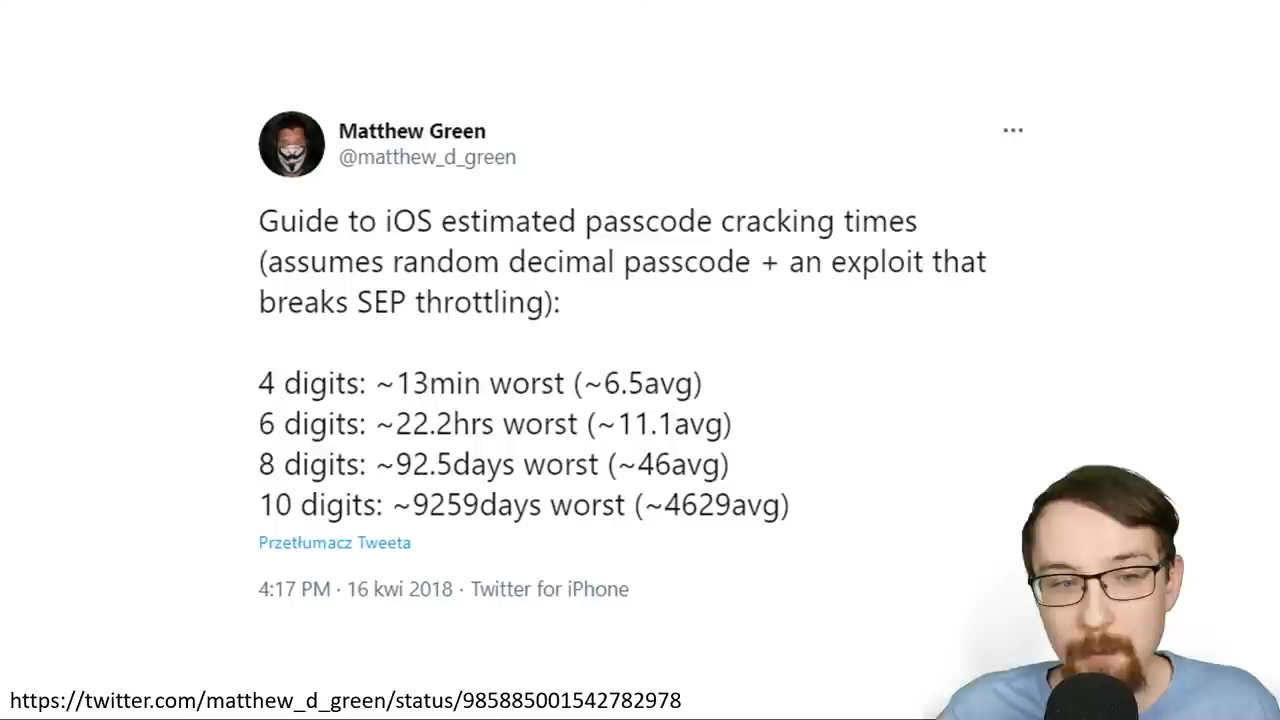 Matthew Green
@matthew_d_green
Guide to iOS estimated passcode cracking times
(assumes random decimal passcode + an exploit that
breaks SEP throttling):
4 digits: ~13min worst (~6.5avg)
6 digits: ~22.2hrs worst (~11.1avg)
8 digits: ~92.5days worst (~46avg)
10 digits: ~9259days worst (~4629avg)
Przetłumacz Tweeta
4:17 PM · 16 kwi 2018 · Twitter for iPhone
https://twitter.com/matthew_d_green/status/985885001542782978